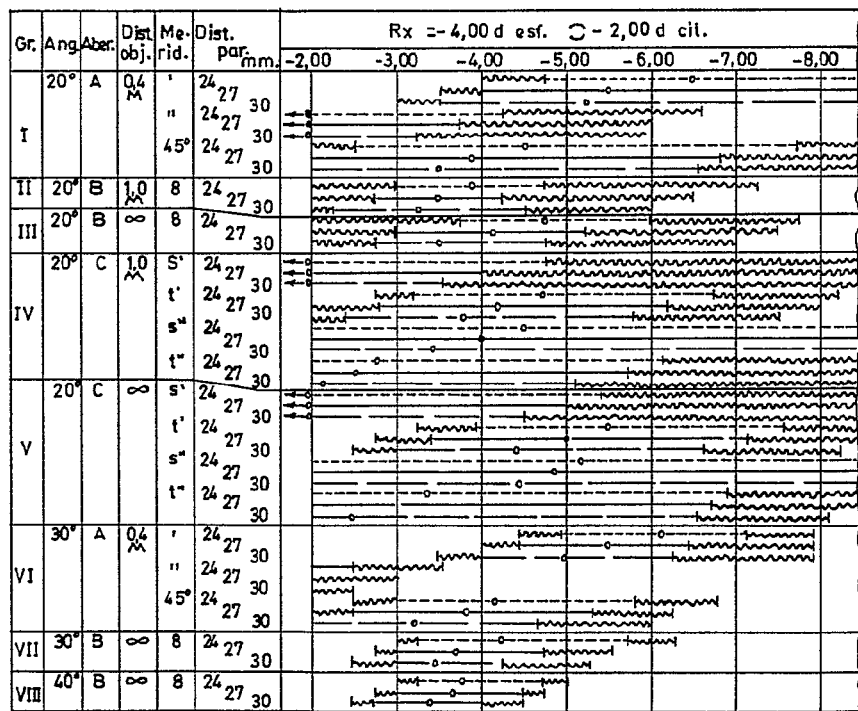 Rx =-4,00 d esf. ⊃ -2,00 d cil.
Gr. Ang. Aber. Dist. obj. Me-rid. Dist. par. mm. -2,00 -3,00 -4,00 -5,00 -6,00 -7,00 -8,00
I 20° A 0,4 M ' 24 27 30
" 24 27 30
45° 24 27 30
II 20° B 1,0 M 8 24 27 30
III 20° B ∞ 8 24 27 30
IV 20° C 1,0 M s' 24 27 30
t' 24 27 30
s" 24 27 30
t" 24 27 30
V 20° C ∞ s' 24 27 30
t' 24 27 30
s" 24 27 30
t" 24 27 30
VI 30° A 0,4 M ' 24 27 30
" 24 27 30
45° 24 27 30
VII 30° B ∞ 8 24 27 30
VIII 40° B ∞ 8 24 27 30